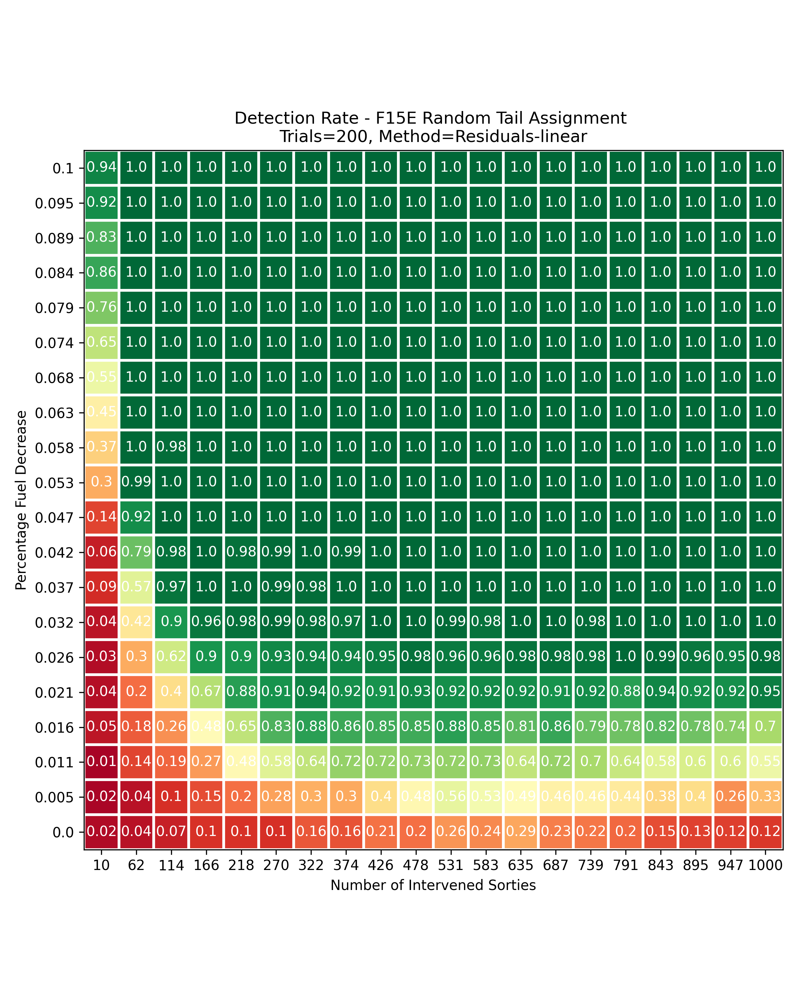 Detection Rate - F15E Random Tail Assignment
Trials=200, Method=Residuals-linear
Percentage Fuel Decrease
0.1 0.94 1.0 1.0 1.0 1.0 1.0 1.0 1.0 1.0 1.0 1.0 1.0 1.0 1.0 1.0 1.0 1.0 1.0 1.0 1.0
0.095 0.92 1.0 1.0 1.0 1.0 1.0 1.0 1.0 1.0 1.0 1.0 1.0 1.0 1.0 1.0 1.0 1.0 1.0 1.0 1.0
0.089 0.83 1.0 1.0 1.0 1.0 1.0 1.0 1.0 1.0 1.0 1.0 1.0 1.0 1.0 1.0 1.0 1.0 1.0 1.0 1.0
0.084 0.86 1.0 1.0 1.0 1.0 1.0 1.0 1.0 1.0 1.0 1.0 1.0 1.0 1.0 1.0 1.0 1.0 1.0 1.0 1.0
0.079 0.76 1.0 1.0 1.0 1.0 1.0 1.0 1.0 1.0 1.0 1.0 1.0 1.0 1.0 1.0 1.0 1.0 1.0 1.0 1.0
0.074 0.65 1.0 1.0 1.0 1.0 1.0 1.0 1.0 1.0 1.0 1.0 1.0 1.0 1.0 1.0 1.0 1.0 1.0 1.0 1.0
0.068 0.55 1.0 1.0 1.0 1.0 1.0 1.0 1.0 1.0 1.0 1.0 1.0 1.0 1.0 1.0 1.0 1.0 1.0 1.0 1.0
0.063 0.45 1.0 1.0 1.0 1.0 1.0 1.0 1.0 1.0 1.0 1.0 1.0 1.0 1.0 1.0 1.0 1.0 1.0 1.0 1.0
0.058 0.37 1.0 0.98 1.0 1.0 1.0 1.0 1.0 1.0 1.0 1.0 1.0 1.0 1.0 1.0 1.0 1.0 1.0 1.0 1.0
0.053 0.3 0.99 1.0 1.0 1.0 1.0 1.0 1.0 1.0 1.0 1.0 1.0 1.0 1.0 1.0 1.0 1.0 1.0 1.0 1.0
0.047 0.14 0.92 1.0 1.0 1.0 1.0 1.0 1.0 1.0 1.0 1.0 1.0 1.0 1.0 1.0 1.0 1.0 1.0 1.0 1.0
0.042 0.06 0.79 0.98 1.0 0.98 0.99 1.0 0.99 1.0 1.0 1.0 1.0 1.0 1.0 1.0 1.0 1.0 1.0 1.0 1.0
0.037 0.09 0.57 0.97 1.0 1.0 0.99 0.98 1.0 1.0 1.0 1.0 1.0 1.0 1.0 1.0 1.0 1.0 1.0 1.0 1.0
0.032 0.04 0.42 0.9 0.96 0.98 0.99 0.98 0.97 1.0 1.0 0.99 0.98 1.0 1.0 0.98 1.0 1.0 1.0 1.0 1.0
0.026 0.03 0.3 0.62 0.9 0.9 0.93 0.94 0.94 0.95 0.98 0.96 0.96 0.98 0.98 0.98 1.0 0.99 0.96 0.95 0.98
0.021 0.04 0.2 0.4 0.67 0.88 0.91 0.94 0.92 0.91 0.93 0.92 0.92 0.92 0.91 0.92 0.88 0.94 0.92 0.92 0.95
0.016 0.05 0.18 0.26 0.48 0.65 0.83 0.88 0.86 0.85 0.85 0.88 0.85 0.81 0.86 0.79 0.78 0.82 0.78 0.74 0.7
0.011 0.01 0.14 0.19 0.27 0.48 0.58 0.64 0.72 0.72 0.73 0.72 0.73 0.64 0.72 0.7 0.64 0.58 0.6 0.6 0.55
0.005 0.02 0.04 0.1 0.15 0.2 0.28 0.3 0.3 0.4 0.48 0.56 0.53 0.49 0.46 0.46 0.44 0.38 0.4 0.26 0.33
0.0 0.02 0.04 0.07 0.1 0.1 0.1 0.16 0.16 0.21 0.2 0.26 0.24 0.29 0.23 0.22 0.2 0.15 0.13 0.12 0.12
10 62 114 166 218 270 322 374 426 478 531 583 635 687 739 791 843 895 947 1000
Number of Intervened Sorties